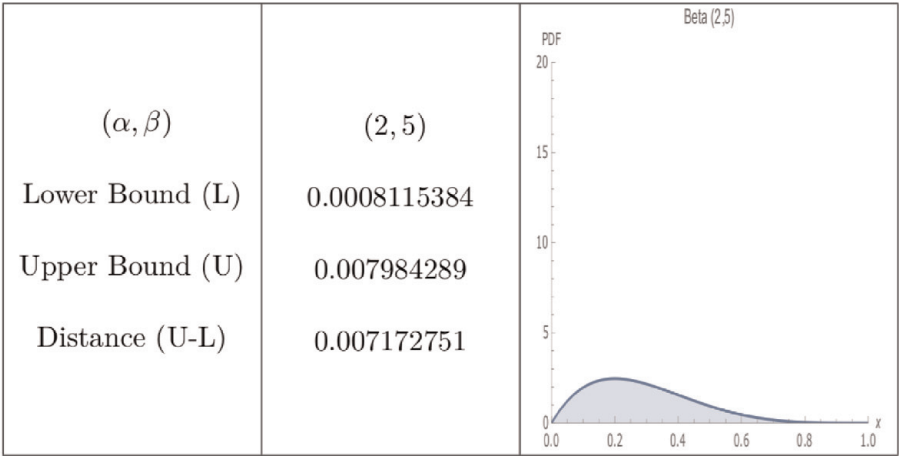 (α, β)
(2, 5)
Lower Bound (L)
0.0008115384
Upper Bound (U)
0.007984289
Distance (U-L)
0.007172751
Beta (2,5)
PDF
20
15
10
5
0
0.0 0.2 0.4 0.6 0.8 1.0
x